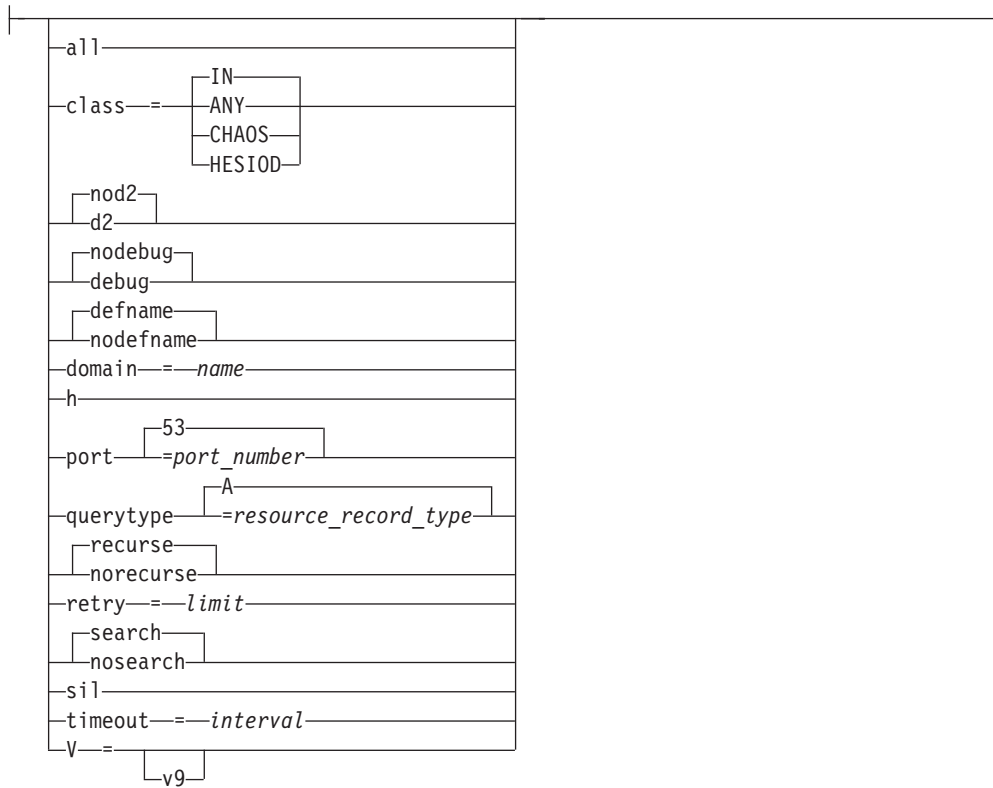 all
IN
class = ANY
CHAOS
HESIOD
nod2
d2
nodebug
debug
defname
nodefname
domain = name
h
53
port =port_number
A
querytype =resource_record_type
recurse
norecurse
retry = limit
search
nosearch
sil
timeout = interval
V =
v9